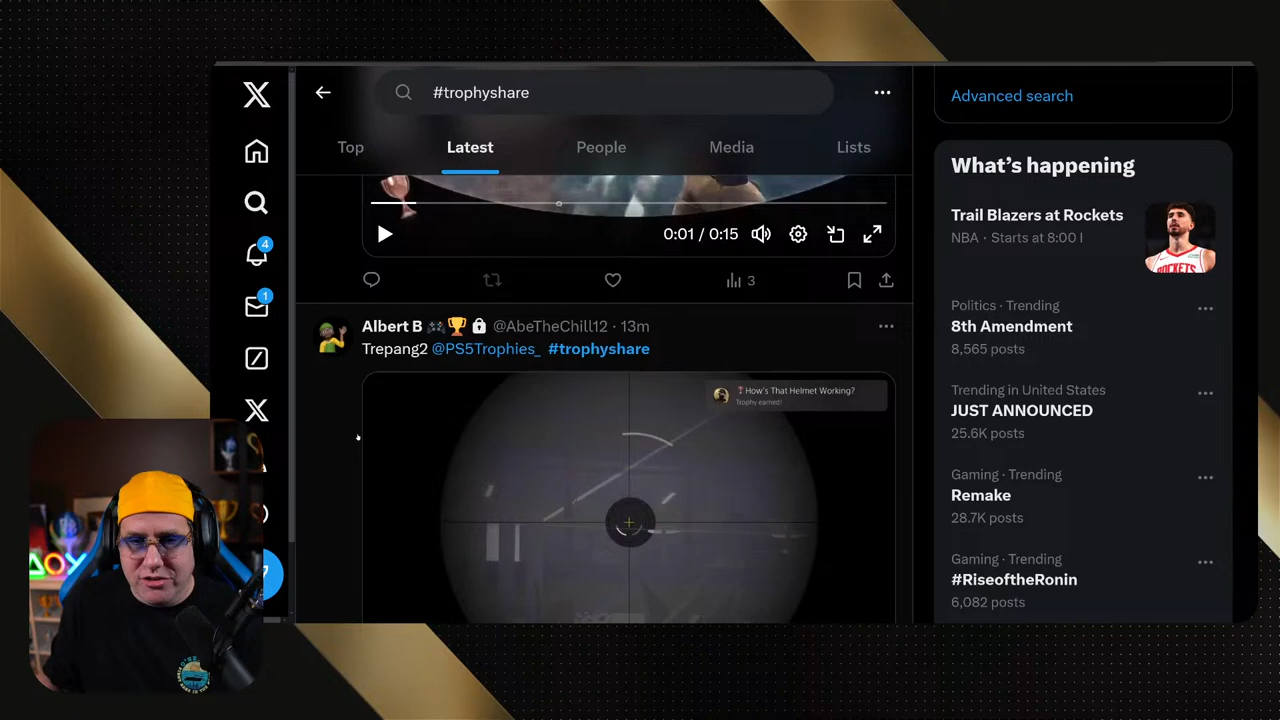 #trophyshare
Top
Latest
People
Media
Lists
0:01 / 0:15
3
Albert B @AbeTheChill12 · 13m
Trepang2 @PS5Trophies_ #trophyshare
How's That Helmet Working?
Trophy earned!
4
1
Advanced search
What's happening
Trail Blazers at Rockets
NBA · Starts at 8:00 I
Politics · Trending
8th Amendment
8,565 posts
Trending in United States
JUST ANNOUNCED
25.6K posts
Gaming · Trending
Remake
28.7K posts
Gaming · Trending
#RiseoftheRonin
6,082 posts
ROCKETS